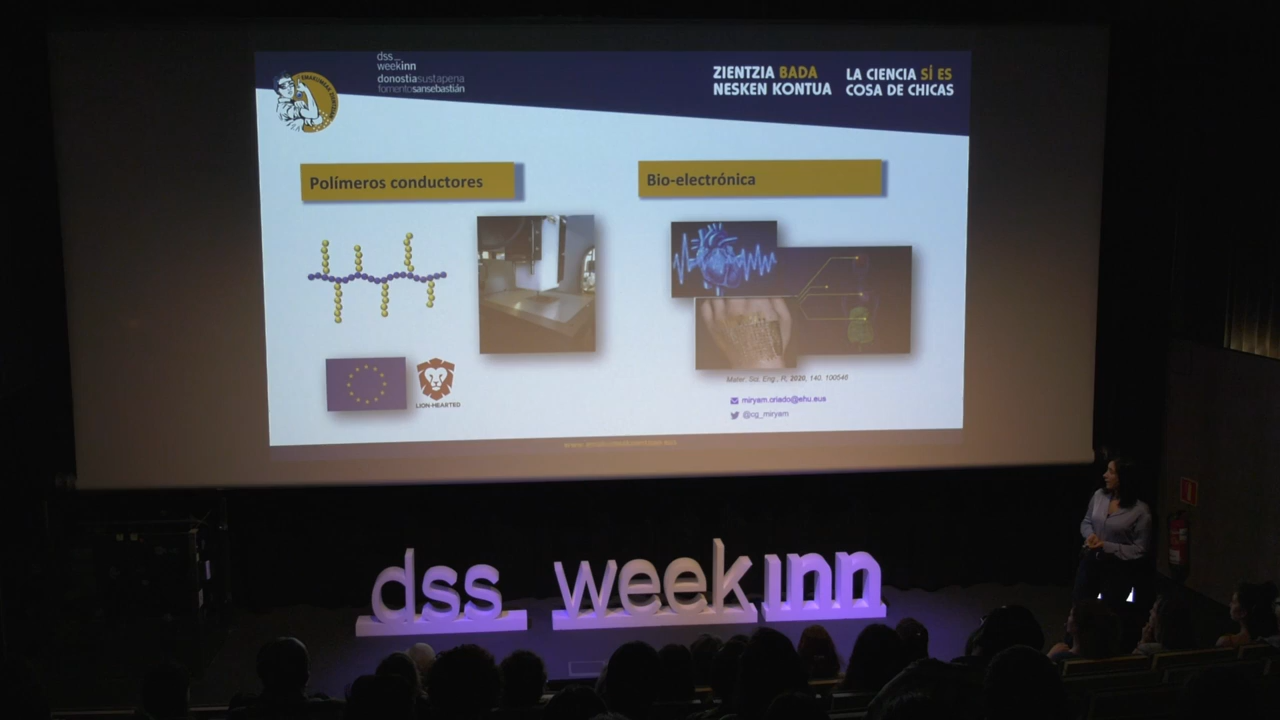 dss_
weekinn
donostiasustapena
fomentosansebastián
ZIENTZIA BADA
NESKEN KONTUA
LA CIENCIA SÍ ES
COSA DE CHICAS
Polímeros conductores
Bio-electrónica
LION-HEARTED
Mater. Sci. Eng., R, 2020, 140, 100546
miryam.criado@ehu.eus
@cg_miryam
dss weekinn